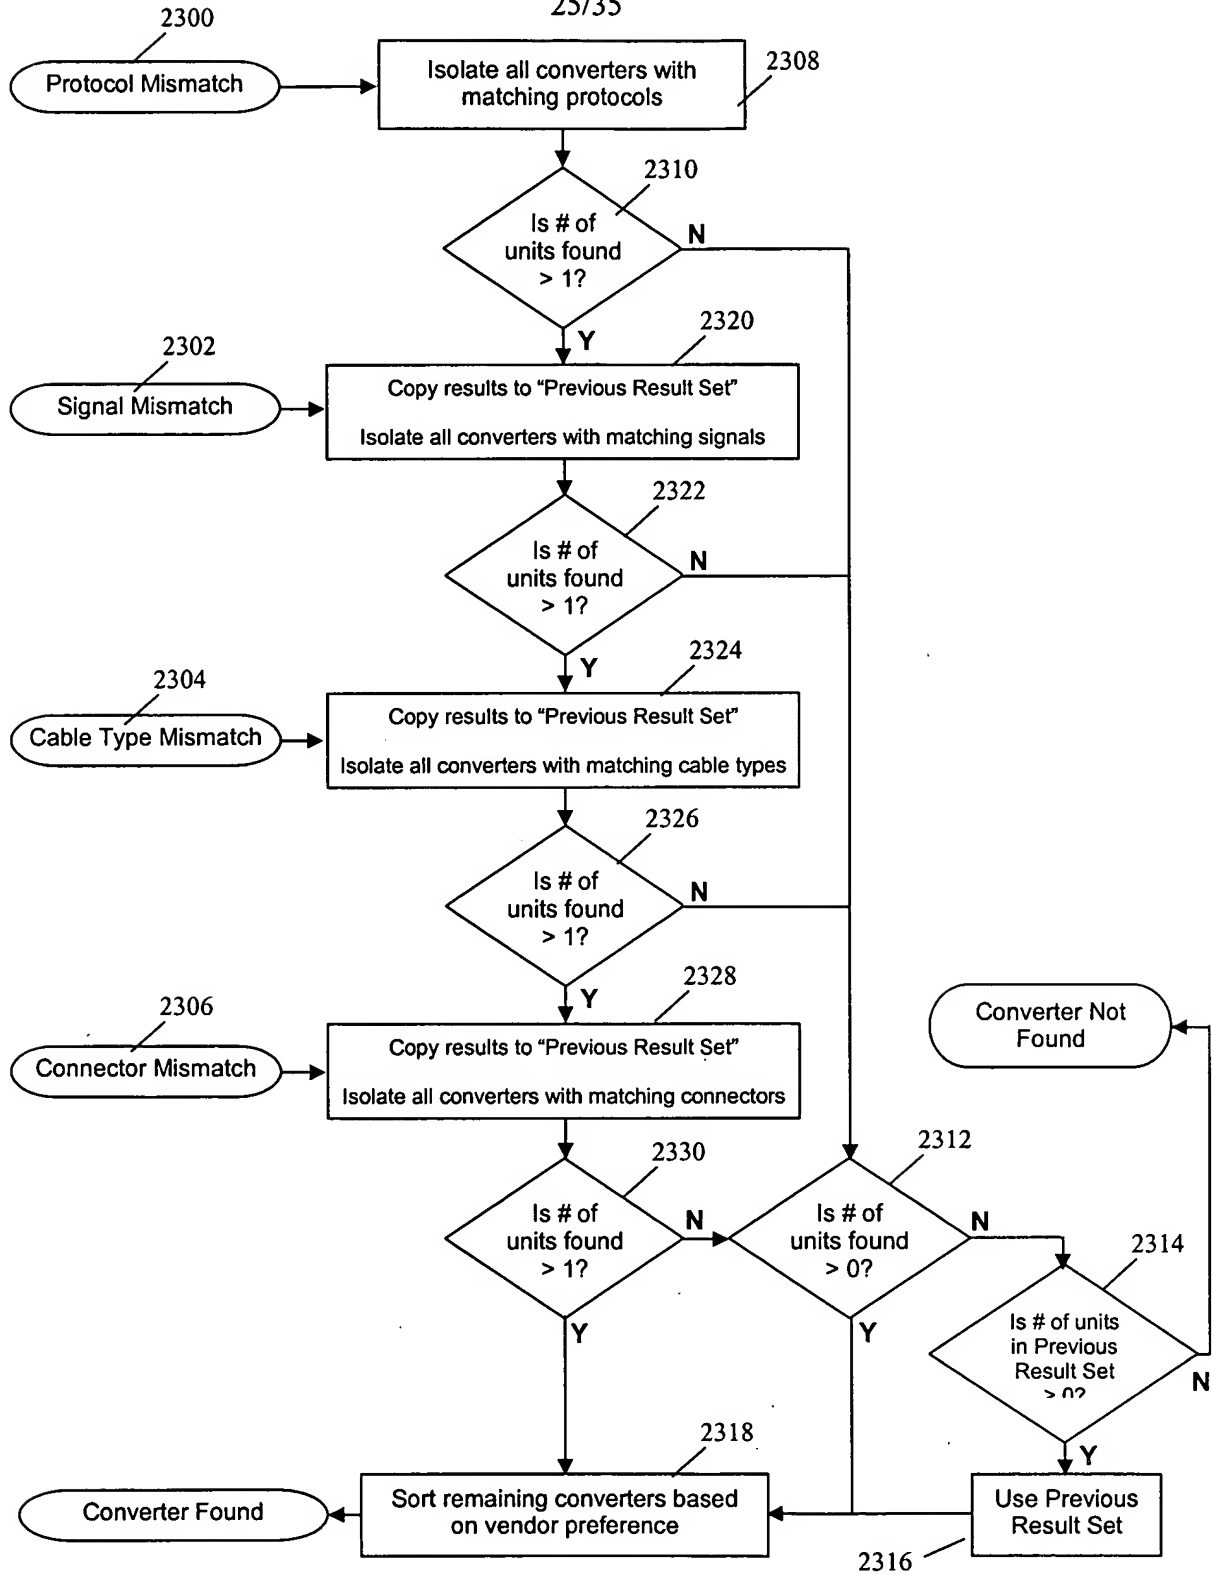 25/35
2300
Protocol Mismatch
Isolate all converters with
matching protocols
2308
2310
Is # of
units found
> 1?
N
Y
2320
2302
Signal Mismatch
Copy results to “Previous Result Set”
Isolate all converters with matching signals
2322
Is # of
units found
> 1?
N
Y
2324
2304
Cable Type Mismatch
Copy results to “Previous Result Set”
Isolate all converters with matching cable types
2326
Is # of
units found
> 1?
N
Y
2328
2306
Connector Mismatch
Copy results to “Previous Result Set”
Isolate all converters with matching connectors
Converter Not
Found
2330
Is # of
units found
> 1?
N
Y
2312
Is # of
units found
> 0?
N
Y
2314
Is # of units
in Previous
Result Set
> 0?
N
Y
2318
Converter Found
Sort remaining converters based
on vendor preference
Use Previous
Result Set
2316